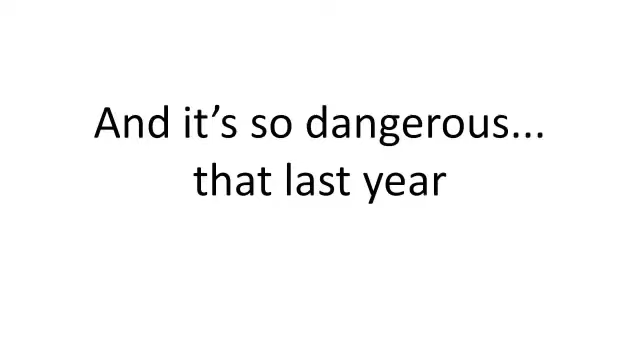 And it’s so dangerous...
that last year